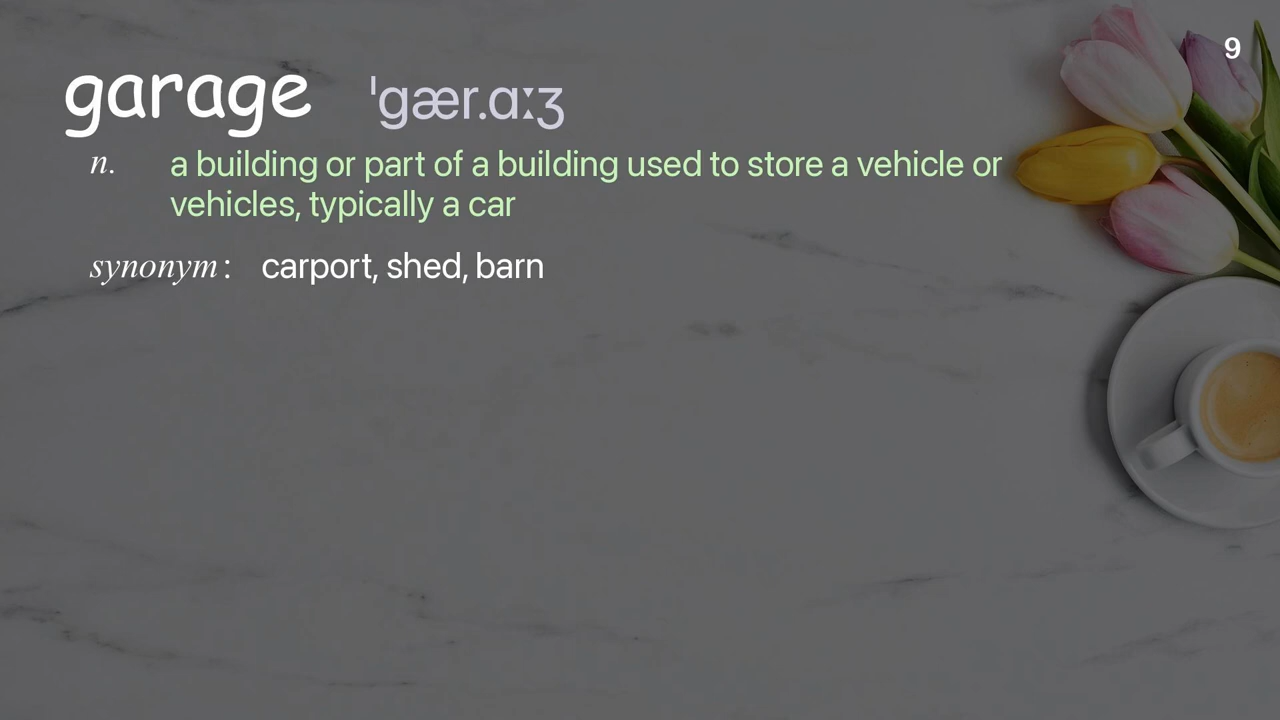 9
garage ˈɡær.ɑːʒ
n. a building or part of a building used to store a vehicle or
vehicles, typically a car
synonym: carport, shed, barn